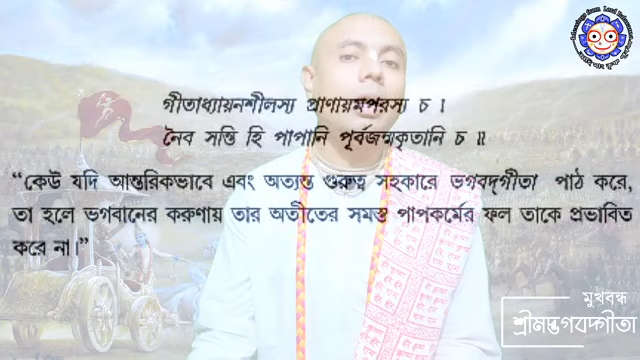 গীতাধ্যায়নশীলস্য প্রাণায়মপরস্য চ ।
নৈব সন্তি হি পাপানি পূর্বজন্মকৃতানি চ ॥
“কেউ যদি আন্তরিকভাবে এবং অত্যন্ত গুরুত্ব সহকারে ভগবদ্‌গীতা পাঠ করে,
তা হলে ভগবানের করুণায় তার অতীতের সমস্ত পাপকর্মের ফল তাকে প্রভাবিত
করে না।”
মুখবন্ধ
শ্রীমদ্ভগবদ্গীতা